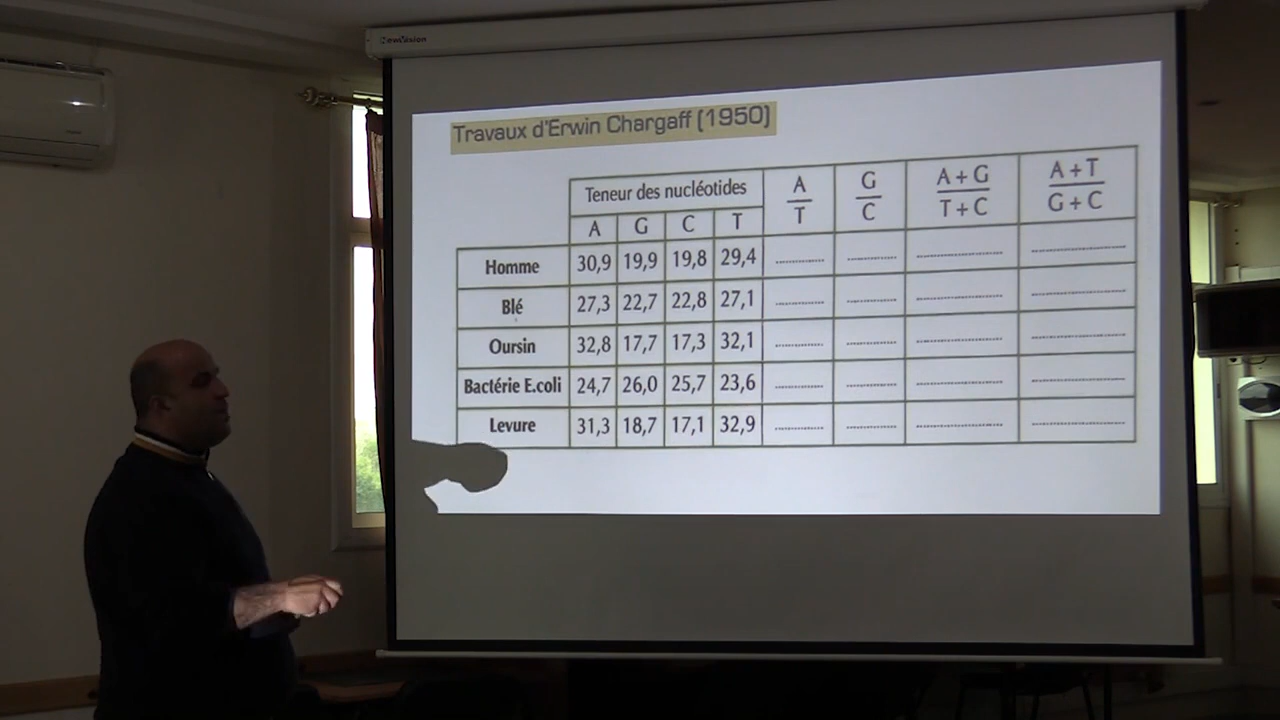 NewVision
Travaux d'Erwin Chargaff (1950)
Teneur des nucléotides A/T G/C A+G/T+C A+T/G+C
A G C T
Homme 30,9 19,9 19,8 29,4
Blé 27,3 22,7 22,8 27,1
Oursin 32,8 17,7 17,3 32,1
Bactérie E.coli 24,7 26,0 25,7 23,6
Levure 31,3 18,7 17,1 32,9